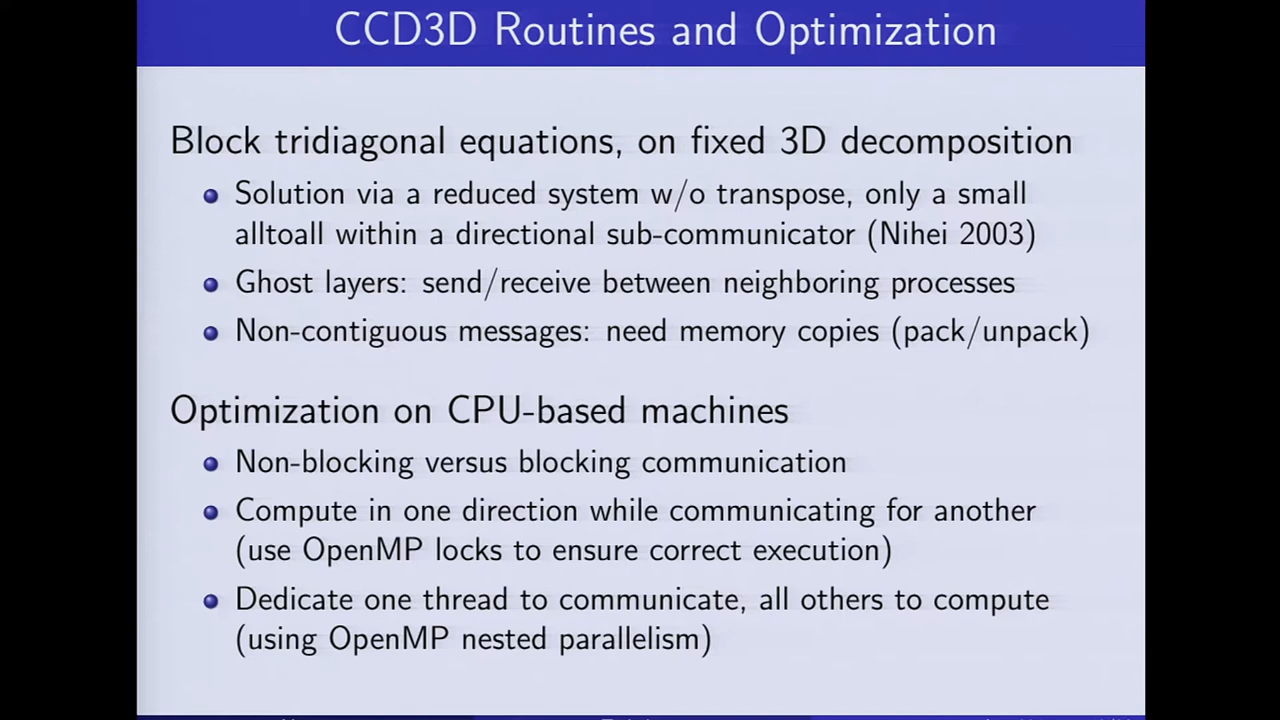 CCD3D Routines and Optimization
Block tridiagonal equations, on fixed 3D decomposition
Solution via a reduced system w/o transpose, only a small
alltoall within a directional sub-communicator (Nihei 2003)
Ghost layers: send/receive between neighboring processes
Non-contiguous messages: need memory copies (pack/unpack)
Optimization on CPU-based machines
Non-blocking versus blocking communication
Compute in one direction while communicating for another
(use OpenMP locks to ensure correct execution)
Dedicate one thread to communicate, all others to compute
(using OpenMP nested parallelism)